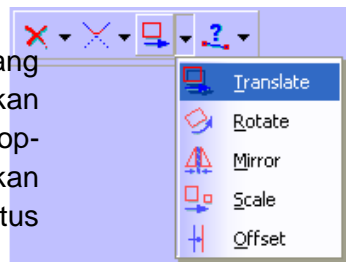 ang
kan
op-
kan
tus
Translate
Rotate
Mirror
Scale
Offset